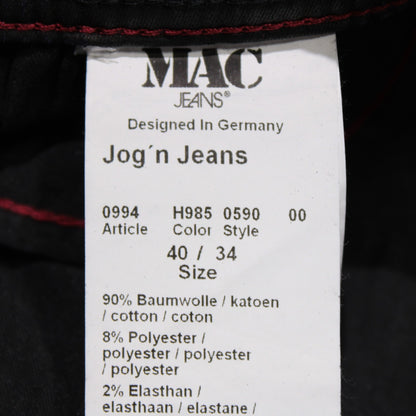 MAC
JEANS®
Designed In Germany
Jog´n Jeans
0994 H985 0590 00
Article Color Style
40 / 34
Size
90% Baumwolle / katoen
/ cotton / coton
8% Polyester /
polyester / polyester
/ polyester
2% Elasthan /
elasthaan / elastane /